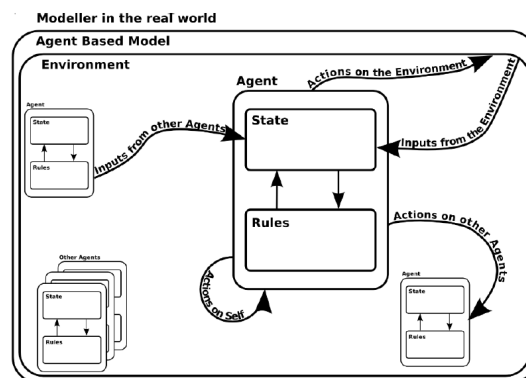 Modeller in the real world
Agent Based Model
Environment
Agent
Actions on the Environment
Inputs from the Environment
State
Rules
Agent
State
Rules
Inputs from other Agents
Actions on other Agents
Actions on Self
Other Agents
State
Rules
Agent
State
Rules